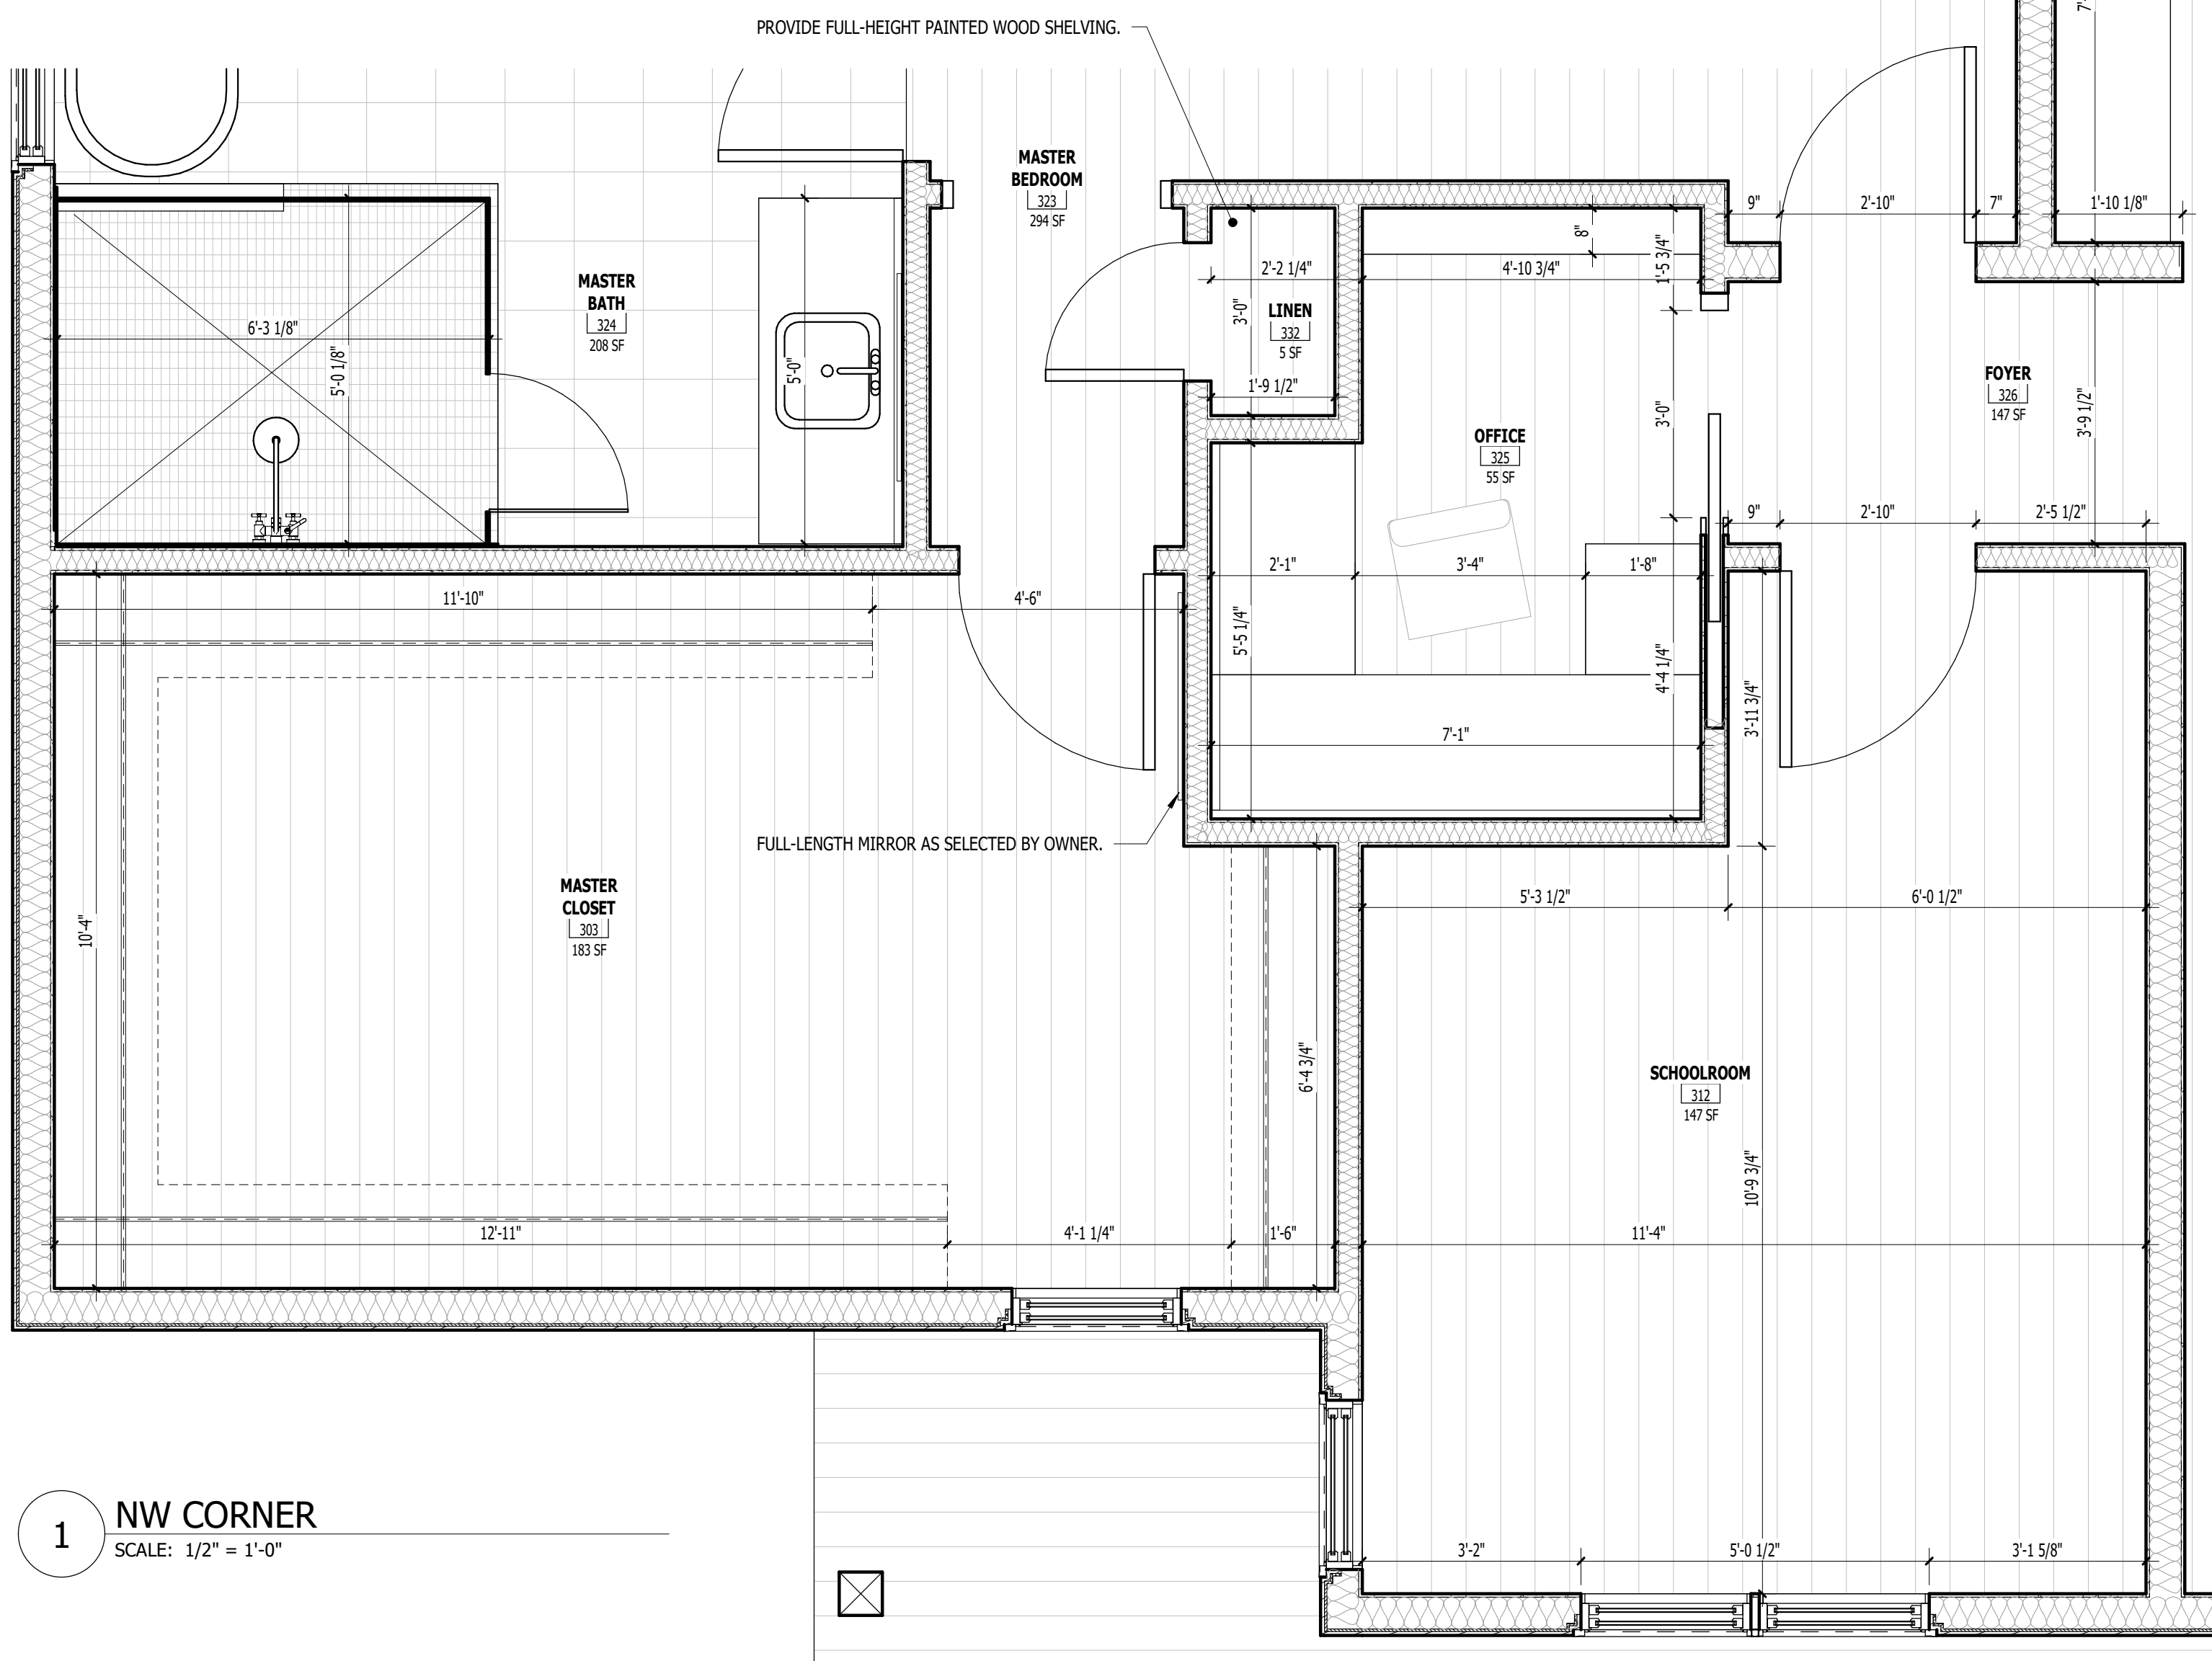 PROVIDE FULL-HEIGHT PAINTED WOOD SHELVING.
7'
MASTER
BEDROOM
323
294 SF
9"
2'-10"
7"
1'-10 1/8"
8"
1'-5 3/4"
2'-2 1/4"
4'-10 3/4"
MASTER
BATH
324
208 SF
6'-3 1/8"
5'-0 1/8"
5'-0"
3'-0"
LINEN
332
5 SF
1'-9 1/2"
OFFICE
325
55 SF
3'-0"
FOYER
326
147 SF
3'-9 1/2"
9"
2'-10"
2'-5 1/2"
2'-1"
3'-4"
1'-8"
11'-10"
4'-6"
5'-5 1/4"
4'-4 1/4"
3'-11 3/4"
7'-1"
FULL-LENGTH MIRROR AS SELECTED BY OWNER.
MASTER
CLOSET
303
183 SF
10'-4"
5'-3 1/2"
6'-0 1/2"
6'-4 3/4"
SCHOOLROOM
312
147 SF
10'-9 3/4"
12'-11"
4'-1 1/4"
1'-6"
11'-4"
3'-2"
5'-0 1/2"
3'-1 5/8"
1
NW CORNER
SCALE: 1/2" = 1'-0"